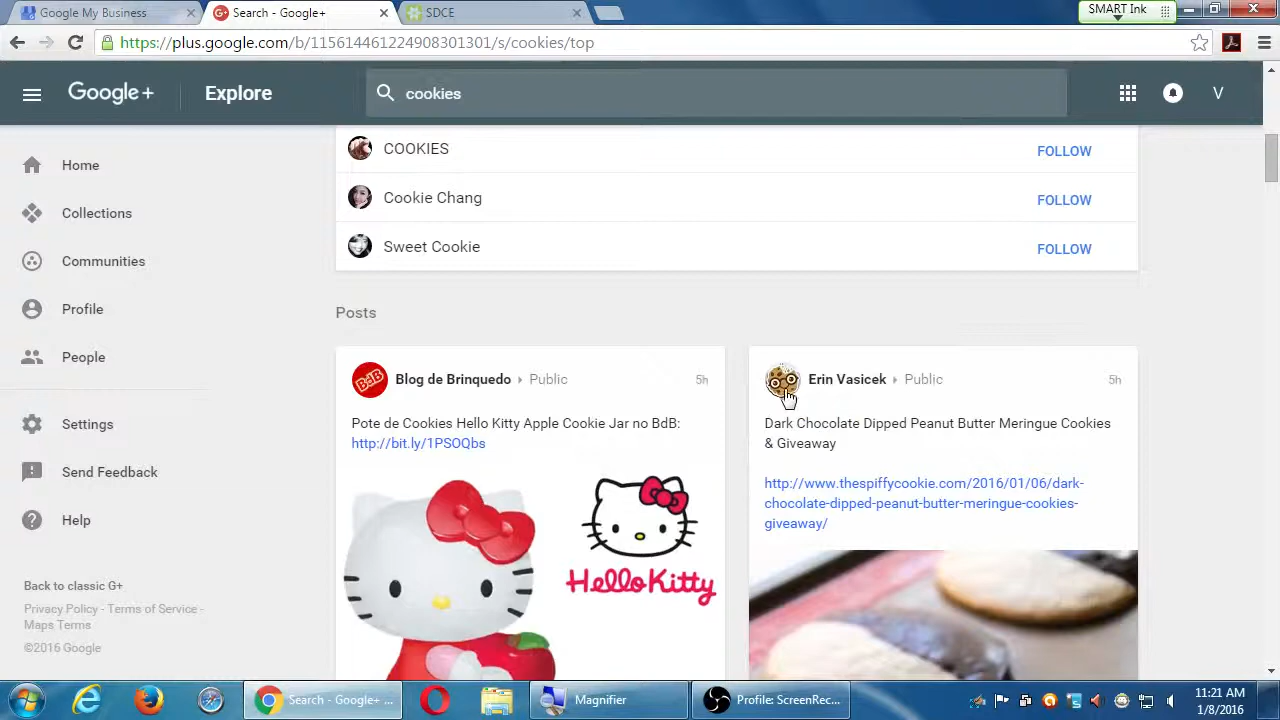 Google My Business
Search - Google+
SDCE
SMART Ink
https://plus.google.com/b/115614461224908301301/s/cookies/top
Google+
Explore
cookies
V
Home
Collections
Communities
Profile
People
Settings
Send Feedback
Help
Back to classic G+
Privacy Policy - Terms of Service -
Maps Terms
©2016 Google
COOKIES
FOLLOW
Cookie Chang
FOLLOW
Sweet Cookie
FOLLOW
Posts
BdB
Blog de Brinquedo
Public
5h
Pote de Cookies Hello Kitty Apple Cookie Jar no BdB:
http://bit.ly/1PSOQbs
Hello Kitty
Erin Vasicek
Public
5h
Dark Chocolate Dipped Peanut Butter Meringue Cookies
& Giveaway
http://www.thespiffycookie.com/2016/01/06/dark-
chocolate-dipped-peanut-butter-meringue-cookies-
giveaway/
Search - Google+ ...
Magnifier
Profile: ScreenRec...
11:21 AM
1/8/2016